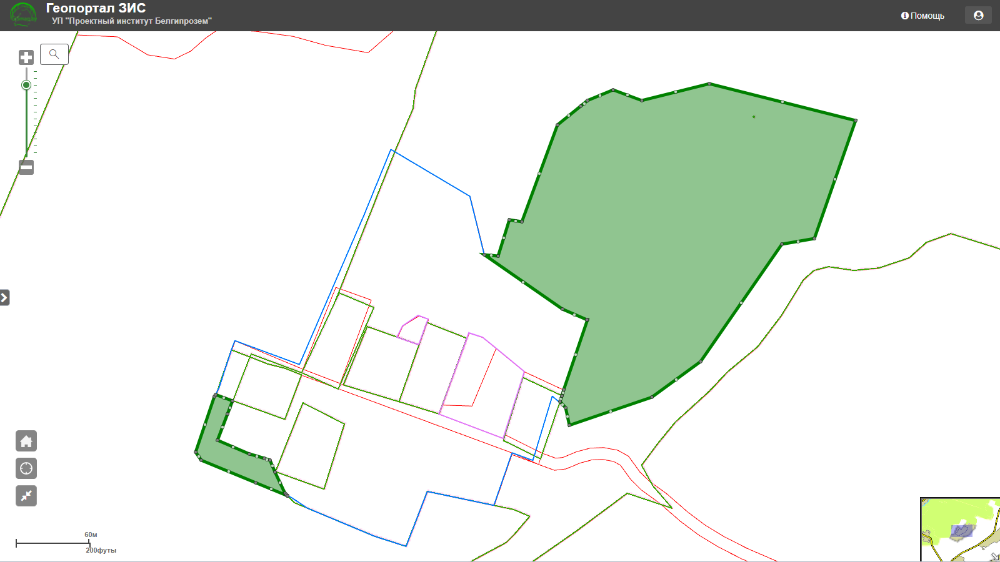 Геопортал ЗИС
УП "Проектный институт Белгипрозем"
Помощь
60м
200футы